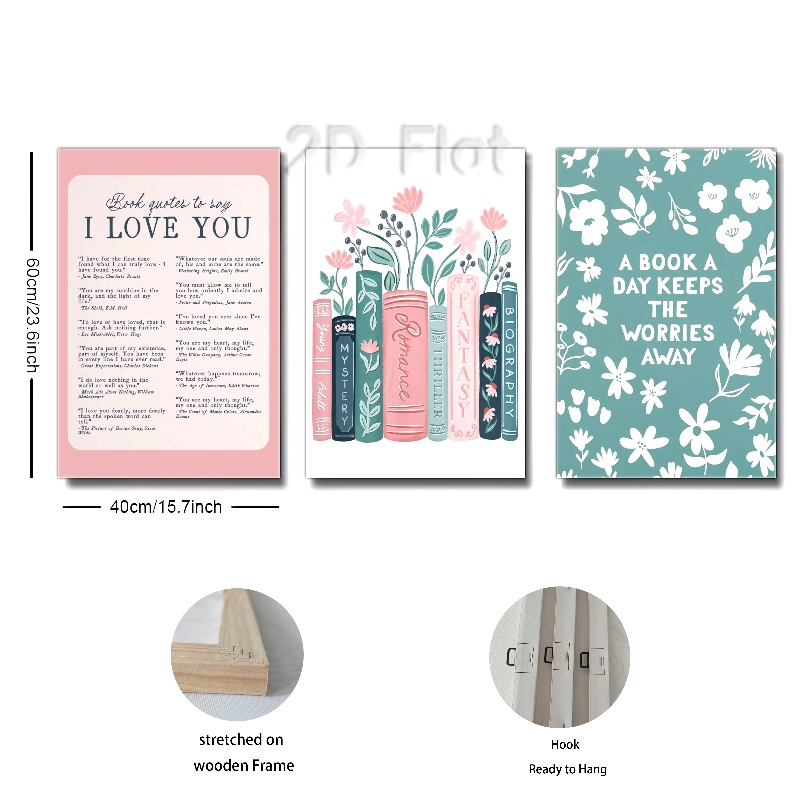 2D Flat
Book quotes to say
I LOVE YOU
"I have for the first time
found what I can truly love - I
have found you."
- Jane Eyre, Charlotte Brontë
"You are my sunshine in the
dark, and the light of my
life."
- The Sheik, E.M. Hull
"To love or have loved, that is
enough. Ask nothing further."
- Les Misérables, Victor Hugo
"You are part of my existence,
part of myself. You have been
in every line I have ever read."
- Great Expectations, Charles Dickens
"I do love nothing in the
world so well as you."
- Much Ado About Nothing, William
Shakespeare
"I love you dearly, more dearly
than the spoken word can
tell."
- The Picture of Dorian Gray, Oscar
Wilde
"Whatever our souls are made
of, his and mine are the same."
- Wuthering Heights, Emily Brontë
"You must allow me to tell
you how ardently I admire and
love you."
- Pride and Prejudice, Jane Austen
"I've loved you ever since I've
known you."
- Little Women, Louisa May Alcott
"You are my heart, my life,
my one and only thought."
- The White Company, Arthur Conan
Doyle
"Whatever happens tomorrow,
we had today."
- The Age of Innocence, Edith Wharton
"You are my heart, my life,
my one and only thought."
- The Count of Monte Cristo, Alexandre
Dumas
Young Adult
MYSTERY
Romance
THRILLER
FANTASY
BIOGRAPHY
A BOOK A
DAY KEEPS
THE
WORRIES
AWAY
60cm/23.6inch
40cm/15.7inch
stretched on
wooden Frame
Hook
Ready to Hang